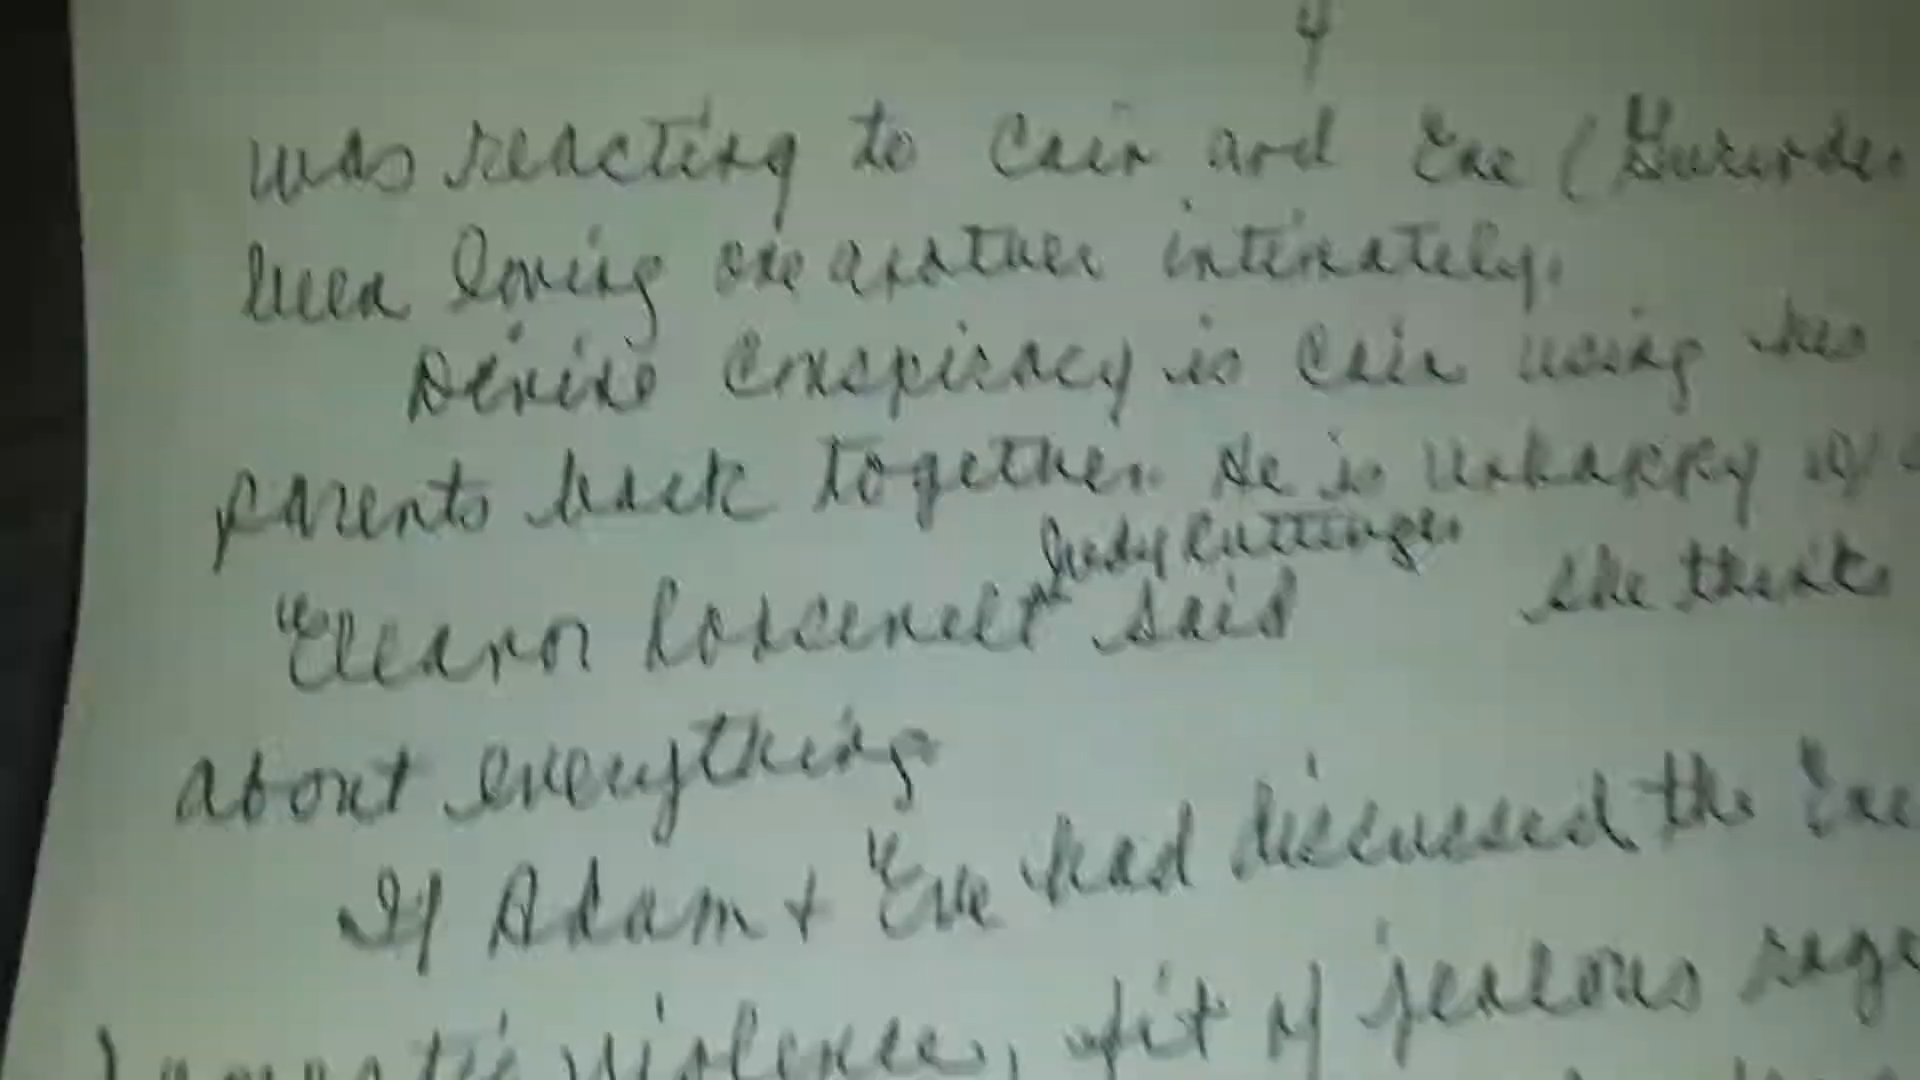 4
was reacting to Cain and Eve (
been loving one another intimately.
Divine Conspiracy is Cain using his
parents back together. He is unhappy w/
Judy
Eleanor said she thinks
about everything
If Adam + Eve had discussed the Eve
violence, fit of jealous rage